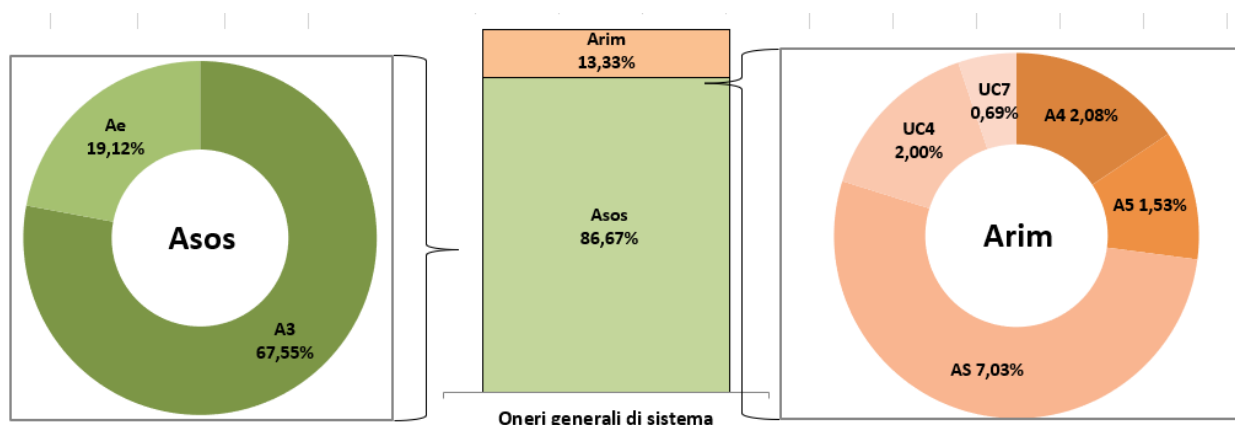 Ae
19,12%
Asos
A3
67,55%
Arim
13,33%
Asos
86,67%
Oneri generali di sistema
UC7
0,69%
A4 2,08%
UC4
2,00%
A5 1,53%
Arim
AS 7,03%